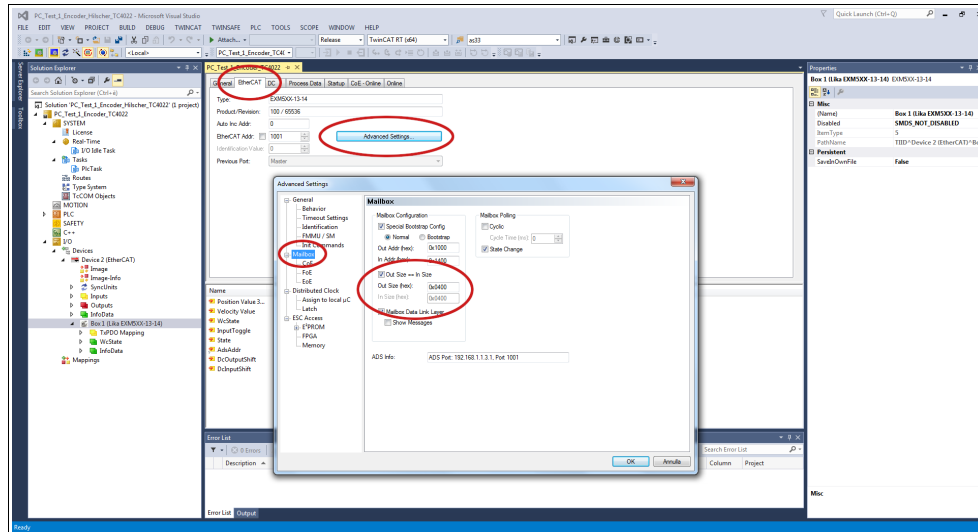 PC_Test_1_Encoder_Hilscher_TC4022 - Microsoft Visual Studio
Quick Launch (Ctrl+Q)
FILE EDIT VIEW PROJECT BUILD DEBUG TWINCAT TWINSAFE PLC TOOLS SCOPE WINDOW HELP
Attach... Release TwinCAT RT (x64) as33
<Local> PC_Test_1_Encoder_TC4(
Server Explorer
Toolbox
Solution Explorer
Search Solution Explorer (Ctrl+è)
Solution 'PC_Test_1_Encoder_Hilscher_TC4022' (1 project)
PC_Test_1_Encoder_Hilscher_TC4022
SYSTEM
License
Real-Time
I/O Idle Task
Tasks
PlcTask
Routes
Type System
TcCOM Objects
MOTION
PLC
SAFETY
C++
I/O
Devices
Device 2 (EtherCAT)
Image
Image-Info
SyncUnits
Inputs
Outputs
InfoData
Box 1 (Lika EXM5XX-13-14)
TxPDO Mapping
WcState
InfoData
Mappings
General EtherCAT DC Process Data Startup CoE - Online Online
Type: EXM5XX-13-14
Product/Revision: 100 / 65536
Auto Inc Addr: 0
EtherCAT Addr: 1001 Advanced Settings...
Identification Value: 0
Previous Port: Master
Name
Position Value 3...
Velocity Value
WcState
InputToggle
State
AdsAddr
DcOutputShift
DcInputShift
Advanced Settings
General
Behavior
Timeout Settings
Identification
FMMU / SM
Init Commands
Mailbox
CoE
FoE
EoE
Distributed Clock
Assign to local µC
Latch
ESC Access
E²PROM
FPGA
Memory
Mailbox
Mailbox Configuration
Special Bootstrap Config
Normal Bootstrap
Out Addr (hex): 0x1000
In Addr (hex): 0x1400
Out Size == In Size
Out Size (hex): 0x0400
In Size (hex): 0x0400
Mailbox Data Link Layer
Show Messages
Mailbox Polling
Cyclic
Cycle Time (ms): 0
State Change
ADS Info: ADS Port: 192.168.1.1.3.1, Port 1001
OK Annulla
Error List
0 Errors
Search Error List
Description Column Project
Error List Output
Properties
Box 1 (Lika EXM5XX-13-14) EXM5XX-13-14
Misc
(Name) Box 1 (Lika EXM5XX-13-14)
Disabled SMDS_NOT_DISABLED
ItemType 5
PathName TIID^Device 2 (EtherCAT)^Bo
Persistent
SaveInOwnFile False
Misc
Ready